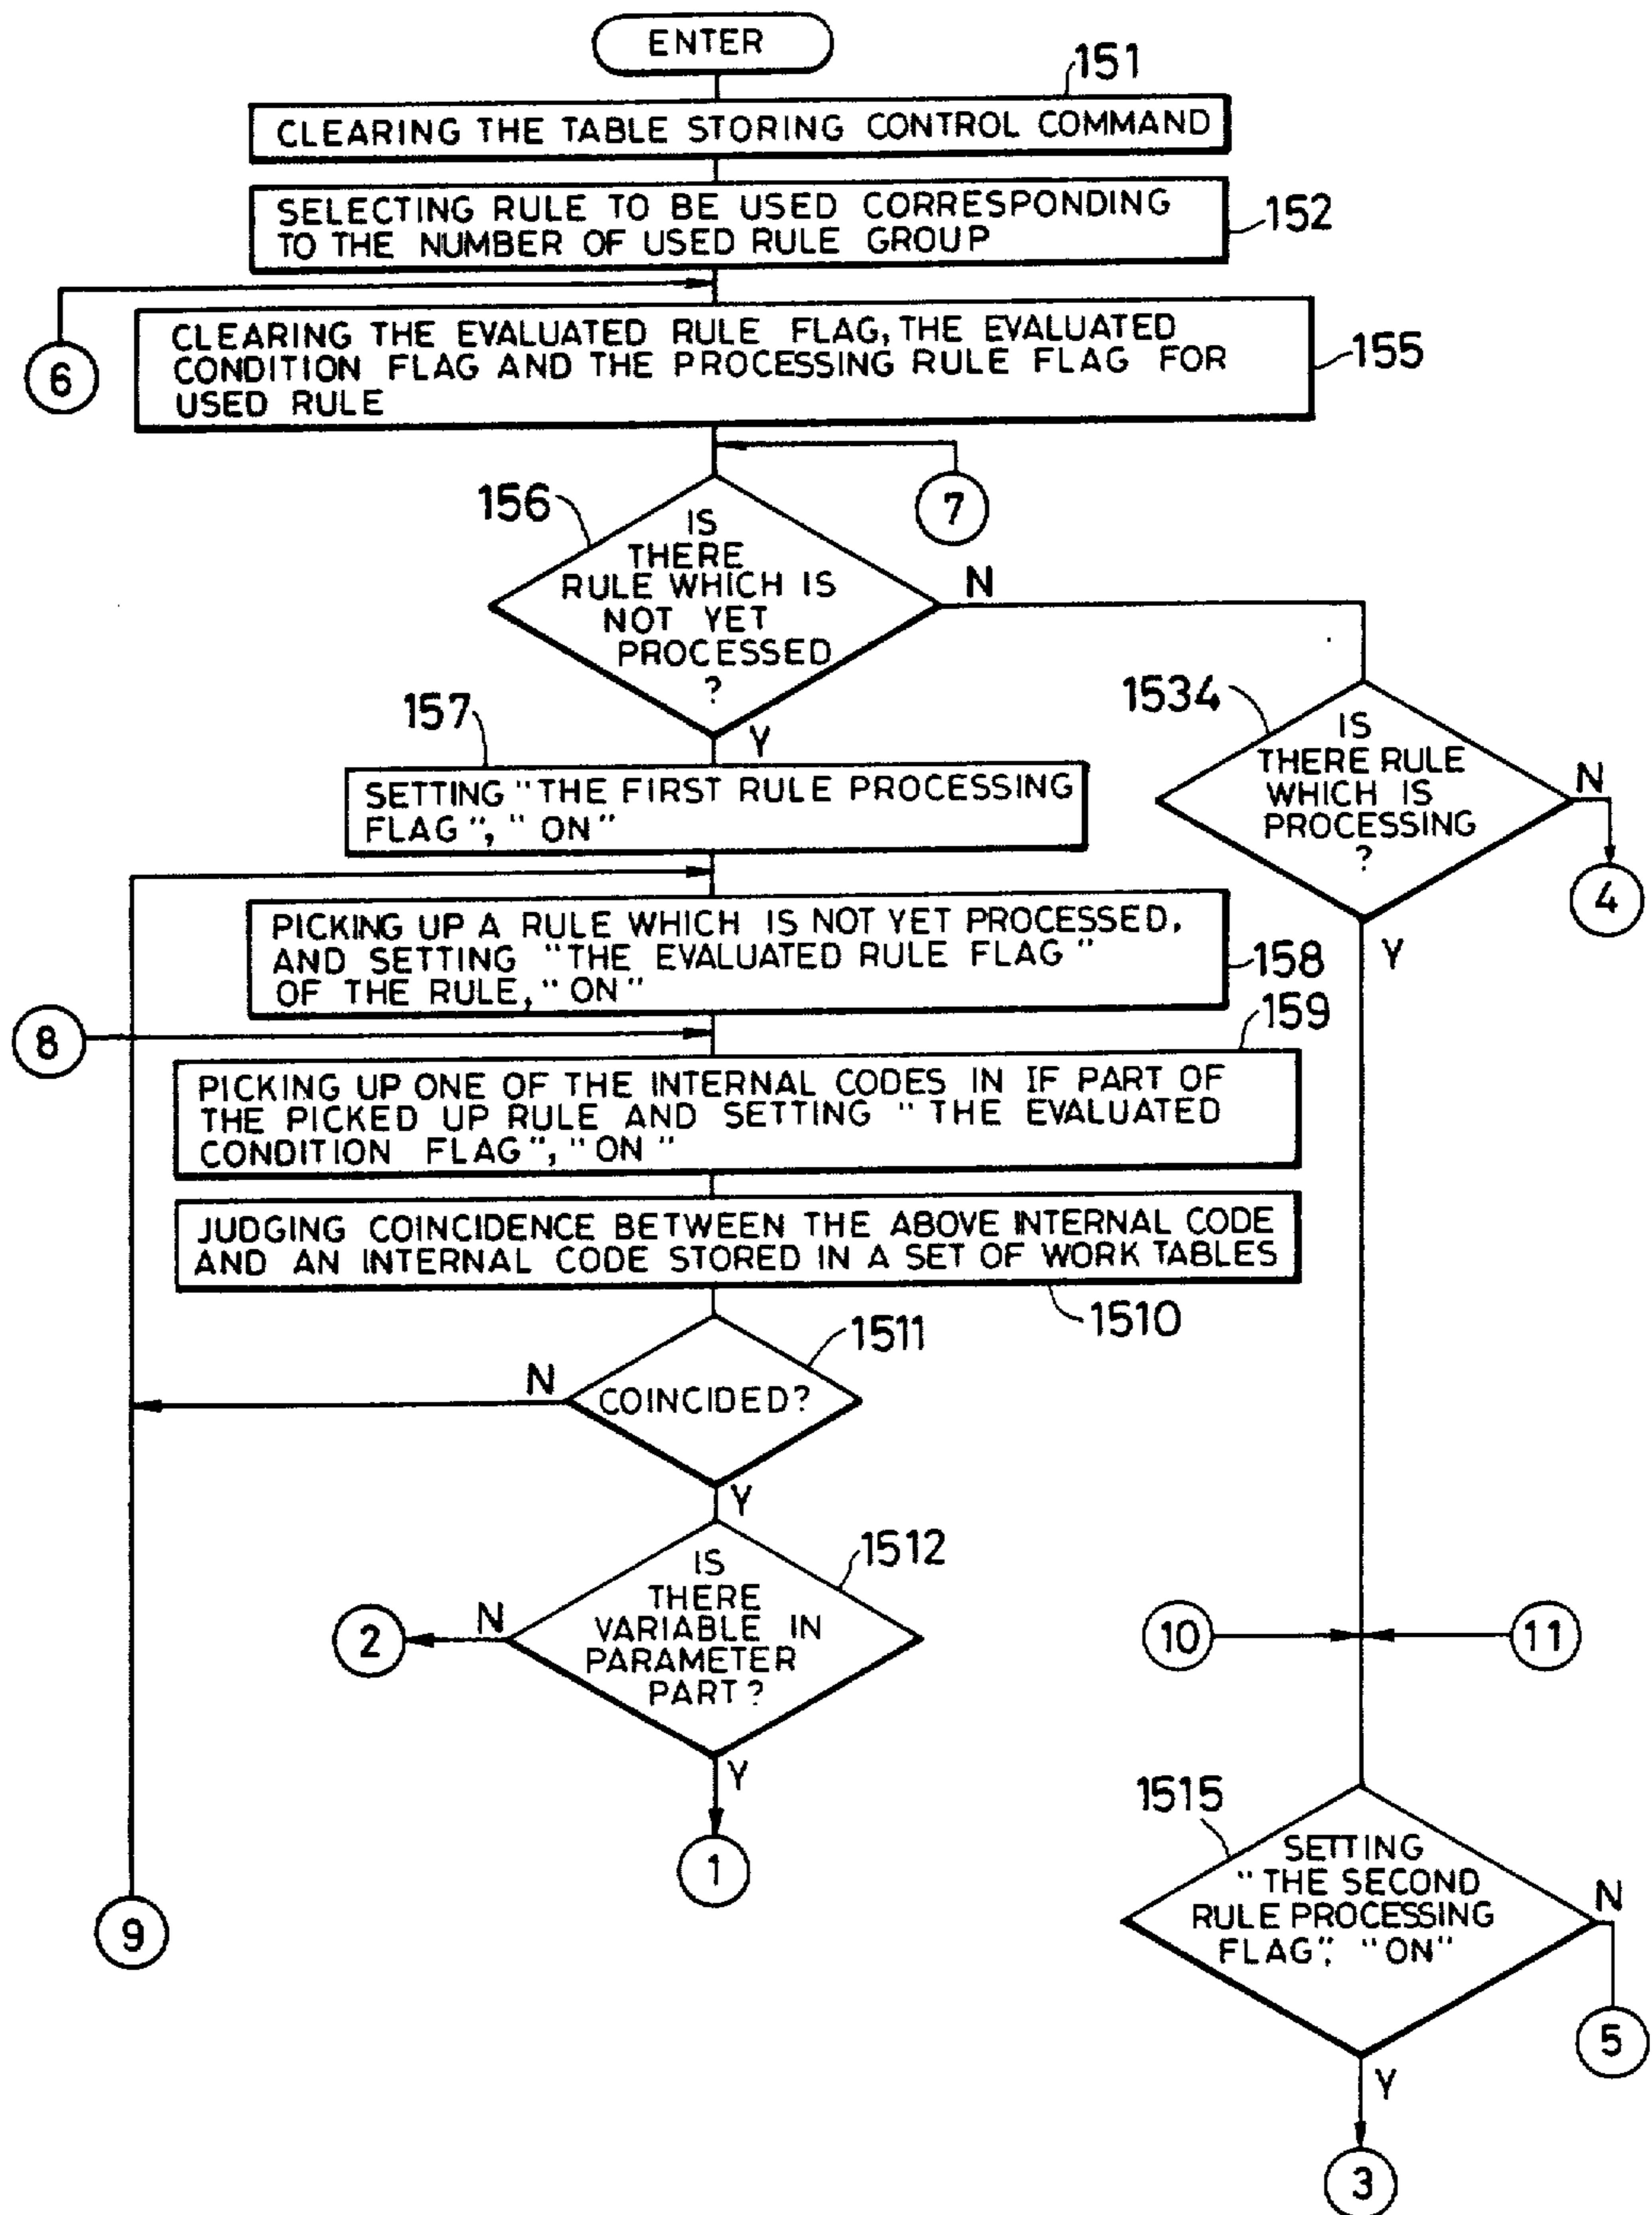 ENTER
151
CLEARING THE TABLE STORING CONTROL COMMAND
SELECTING RULE TO BE USED CORRESPONDING
TO THE NUMBER OF USED RULE GROUP
152
6
CLEARING THE EVALUATED RULE FLAG, THE EVALUATED
CONDITION FLAG AND THE PROCESSING RULE FLAG FOR
USED RULE
155
7
156
IS
THERE
RULE WHICH IS
NOT YET
PROCESSED
?
N
Y
1534
IS
THERE RULE
WHICH IS
PROCESSING
?
N
4
Y
157
SETTING "THE FIRST RULE PROCESSING
FLAG", "ON"
PICKING UP A RULE WHICH IS NOT YET PROCESSED,
AND SETTING "THE EVALUATED RULE FLAG"
OF THE RULE, "ON"
158
8
159
PICKING UP ONE OF THE INTERNAL CODES IN IF PART OF
THE PICKED UP RULE AND SETTING "THE EVALUATED
CONDITION FLAG", "ON"
JUDGING COINCIDENCE BETWEEN THE ABOVE INTERNAL CODE
AND AN INTERNAL CODE STORED IN A SET OF WORK TABLES
1510
1511
COINCIDED?
N
Y
1512
IS
THERE
VARIABLE IN
PARAMETER
PART?
N
2
Y
1
9
10
11
1515
SETTING
"THE SECOND
RULE PROCESSING
FLAG", "ON"
N
5
Y
3